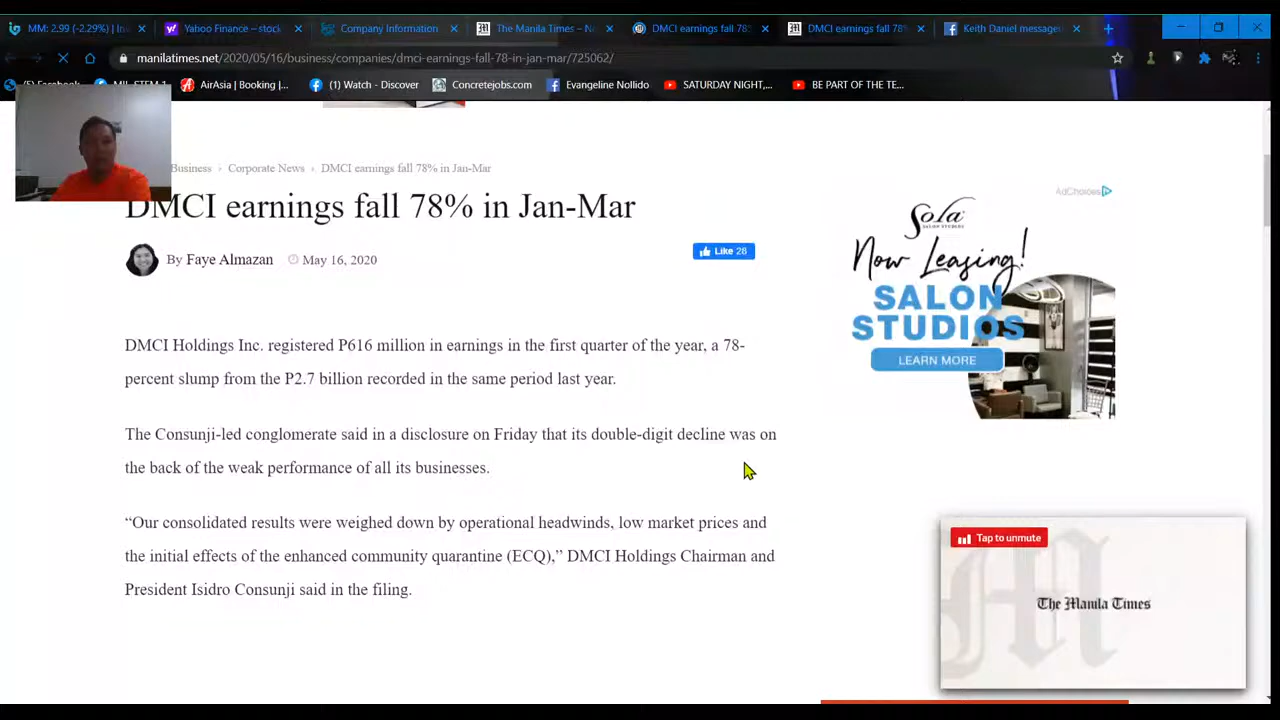 MM: 2.99 (-2.29%) | In
Yahoo Finance – stock
Company Information
The Manila Times – N
DMCI earnings fall 78
DMCI earnings fall 78%
Keith Daniel message
manilatimes.net/2020/05/16/business/companies/dmci-earnings-fall-78-in-jan-mar/725062/
(5) Facebook
MIL STEM 1
AirAsia | Booking |...
(1) Watch - Discover
Concretejobs.com
Evangeline Nollido
SATURDAY NIGHT,...
BE PART OF THE TE...
Business › Corporate News › DMCI earnings fall 78% in Jan-Mar
DMCI earnings fall 78% in Jan-Mar
By Faye Almazan May 16, 2020
Like 28
DMCI Holdings Inc. registered P616 million in earnings in the first quarter of the year, a 78-
percent slump from the P2.7 billion recorded in the same period last year.
The Consunji-led conglomerate said in a disclosure on Friday that its double-digit decline was on
the back of the weak performance of all its businesses.
“Our consolidated results were weighed down by operational headwinds, low market prices and
the initial effects of the enhanced community quarantine (ECQ),” DMCI Holdings Chairman and
President Isidro Consunji said in the filing.
AdChoices
Sola
SALON STUDIOS
Now Leasing!
SALON
STUDIOS
LEARN MORE
Tap to unmute
The Manila Times